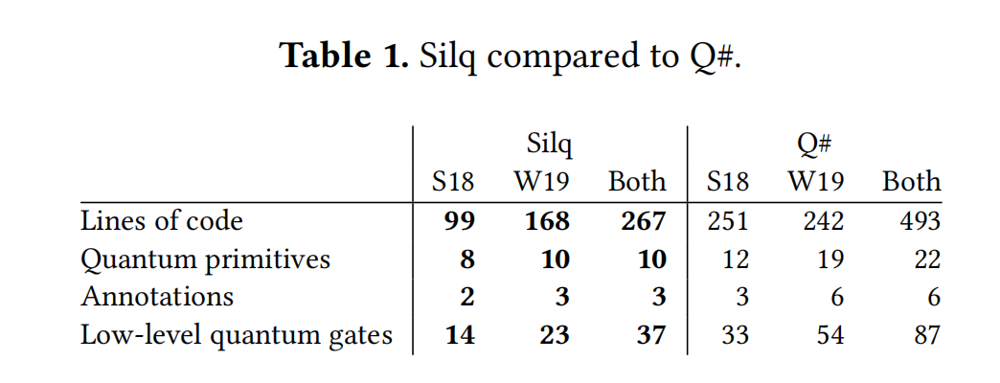 Table 1. Silq compared to Q#.
Silq Q#
S18 W19 Both S18 W19 Both
Lines of code 99 168 267 251 242 493
Quantum primitives 8 10 10 12 19 22
Annotations 2 3 3 3 6 6
Low-level quantum gates 14 23 37 33 54 87